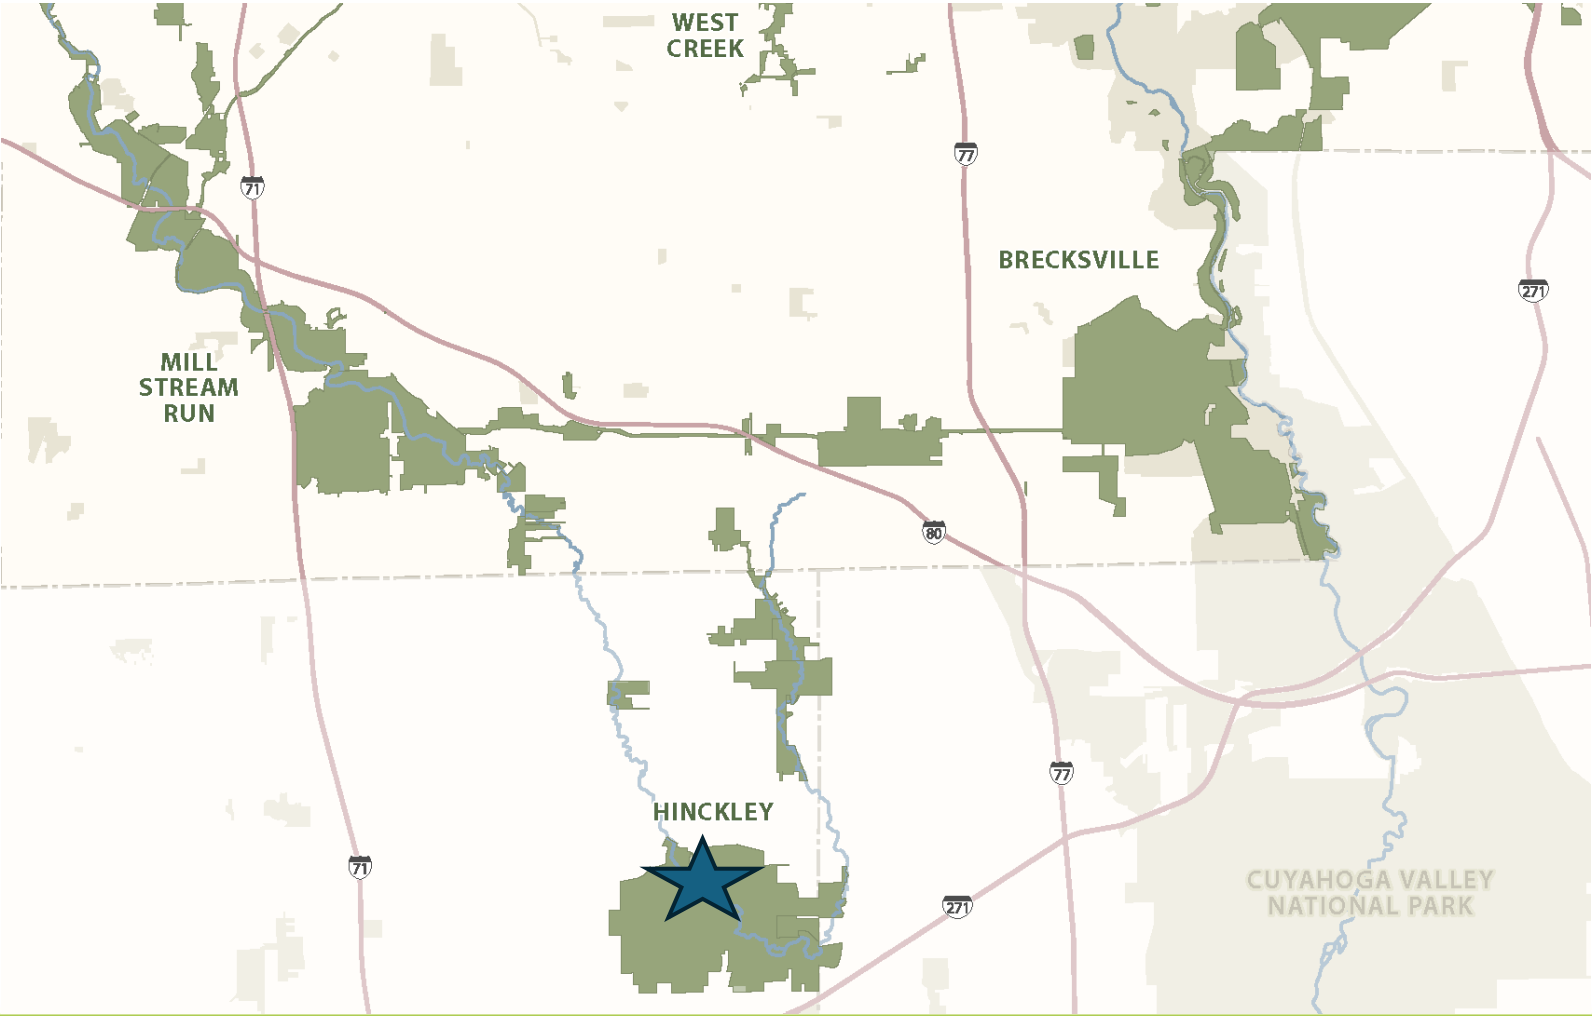 WEST
CREEK
77
71
BRECKSVILLE
271
MILL
STREAM
RUN
80
77
HINCKLEY
71
CUYAHOGA VALLEY
NATIONAL PARK
271